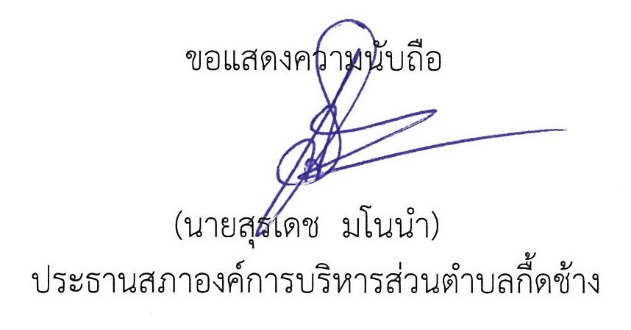 ขอแสดงความนับถือ
(นายสุรเดช มโนนำ)
ประธานสภาองค์การบริหารส่วนตำบลกื้ดช้าง